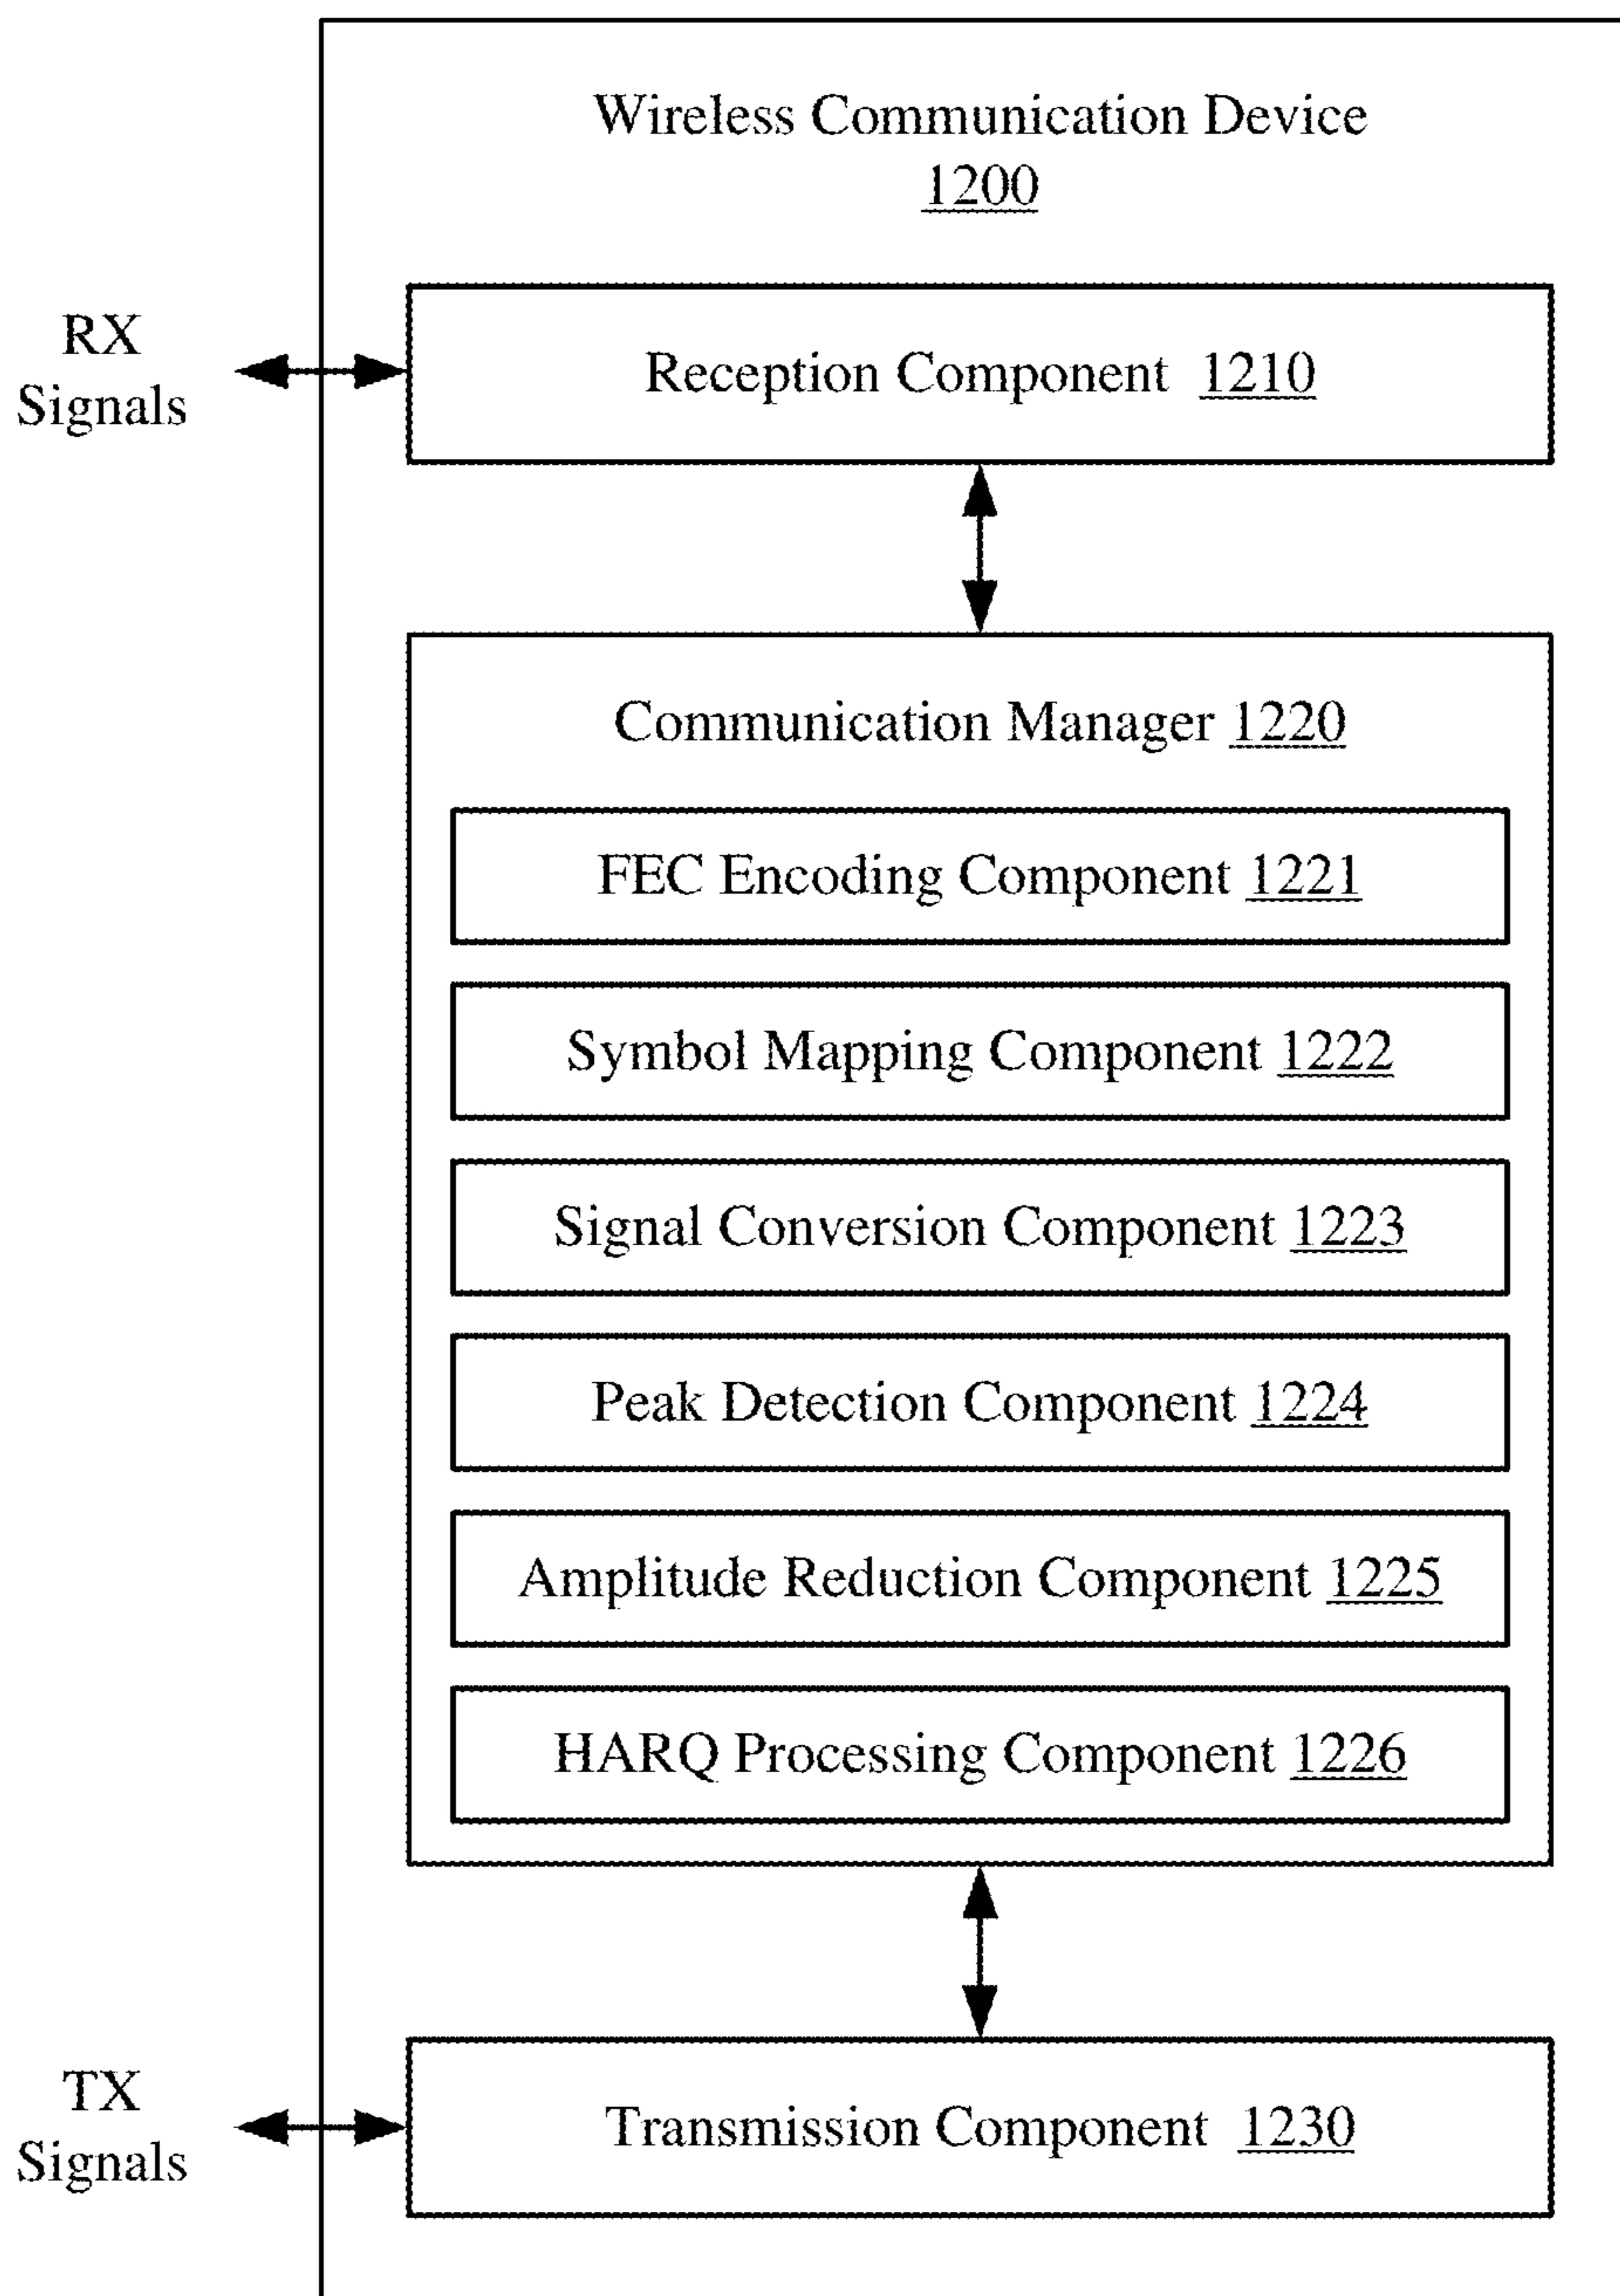 Wireless Communication Device
1200
RX
Signals
Reception Component 1210
Communication Manager 1220
FEC Encoding Component 1221
Symbol Mapping Component 1222
Signal Conversion Component 1223
Peak Detection Component 1224
Amplitude Reduction Component 1225
HARQ Processing Component 1226
TX
Signals
Transmission Component 1230